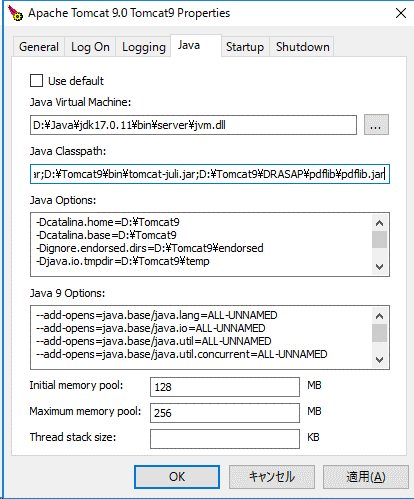 Apache Tomcat 9.0 Tomcat9 Properties
General Log On Logging Java Startup Shutdown
Use default
Java Virtual Machine:
D:¥Java¥jdk17.0.11¥bin¥server¥jvm.dll
...
Java Classpath:
ar;D:¥Tomcat9¥bin¥tomcat-juli.jar;D:¥Tomcat9¥DRASAP¥pdflib¥pdflib.jar
Java Options:
-Dcatalina.home=D:¥Tomcat9
-Dcatalina.base=D:¥Tomcat9
-Dignore.endorsed.dirs=D:¥Tomcat9¥endorsed
-Djava.io.tmpdir=D:¥Tomcat9¥temp
Java 9 Options:
--add-opens=java.base/java.lang=ALL-UNNAMED
--add-opens=java.base/java.io=ALL-UNNAMED
--add-opens=java.base/java.util=ALL-UNNAMED
--add-opens=java.base/java.util.concurrent=ALL-UNNAMED
Initial memory pool: 128 MB
Maximum memory pool: 256 MB
Thread stack size: KB
OK キャンセル 適用(A)